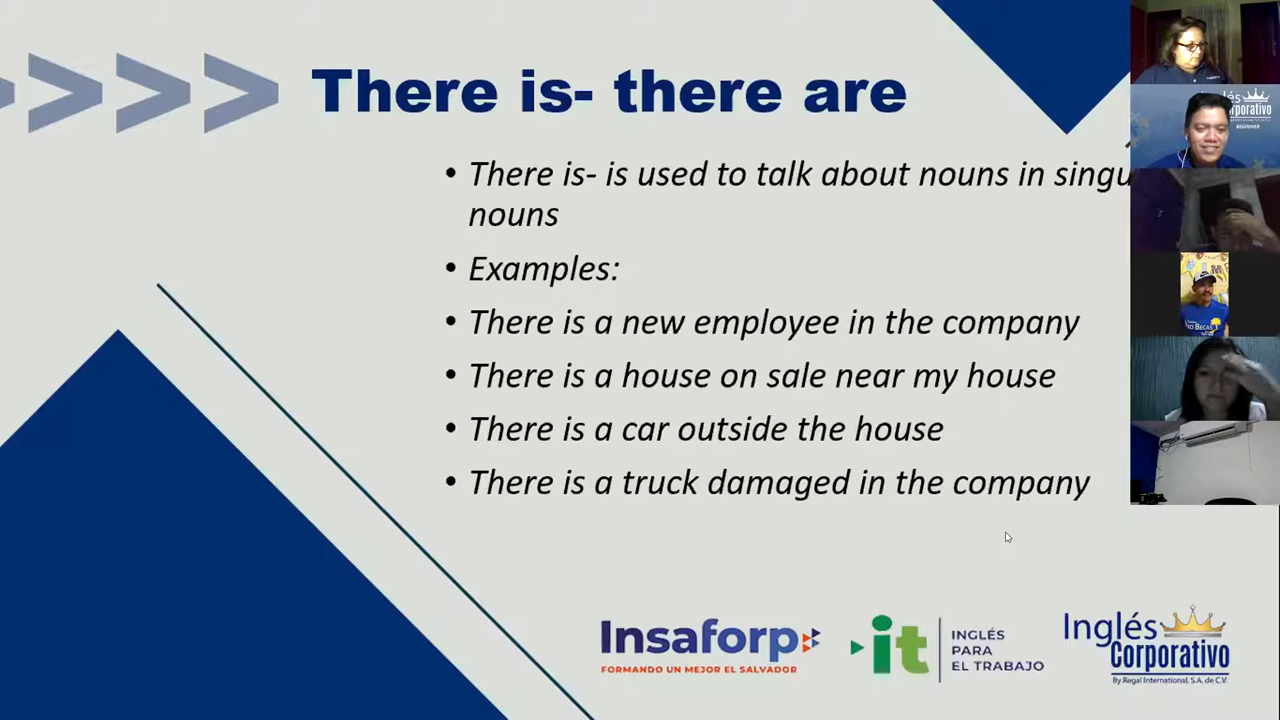 There is- there are
• There is- is used to talk about nouns in singu
nouns
• Examples:
• There is a new employee in the company
• There is a house on sale near my house
• There is a car outside the house
• There is a truck damaged in the company
Insaforp
FORMANDO UN MEJOR EL SALVADOR
it
INGLÉS
PARA
EL TRABAJO
Inglés
Corporativo
By Regal International, S.A. de C.V.
BEGINNER